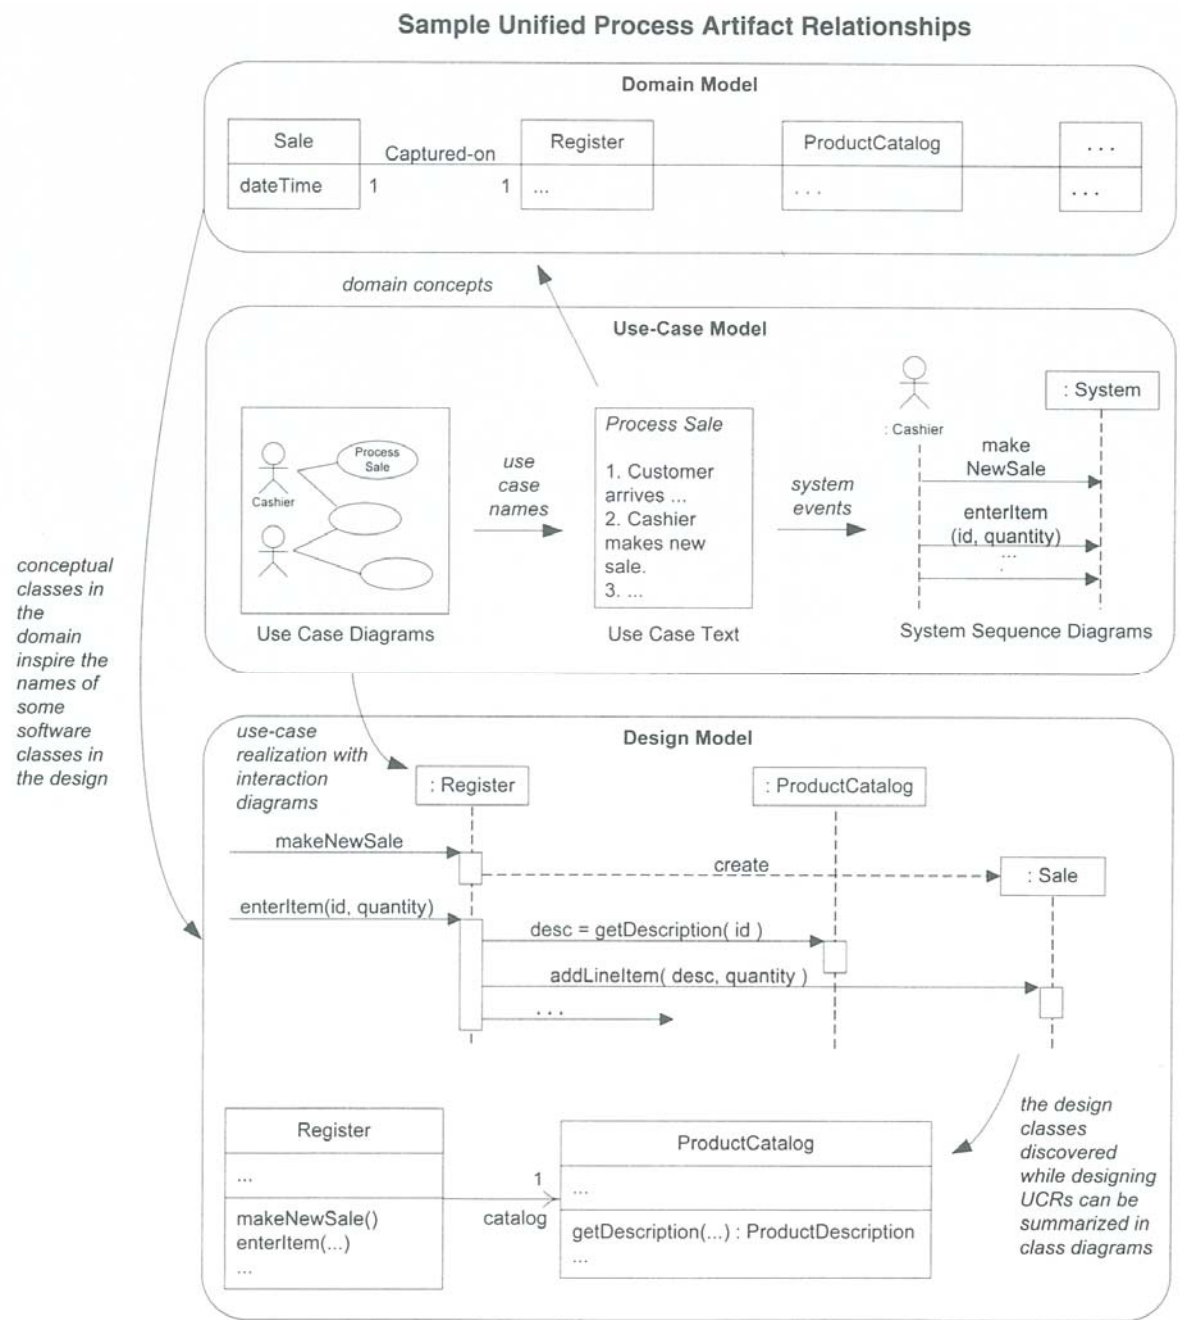 Sample Unified Process Artifact Relationships
Domain Model
Sale
dateTime
Captured-on
1
1
Register
...
ProductCatalog
...
...
...
domain concepts
Use-Case Model
Process
Sale
Cashier
Use Case Diagrams
use
case
names
Process Sale
1. Customer
arrives ...
2. Cashier
makes new
sale.
3. ...
Use Case Text
system
events
: Cashier
: System
make
NewSale
enterItem
(id, quantity)
...
.
System Sequence Diagrams
conceptual
classes in
the
domain
inspire the
names of
some
software
classes in
the design
use-case
realization with
interaction
diagrams
Design Model
: Register
: ProductCatalog
makeNewSale
create
: Sale
enterItem(id, quantity)
desc = getDescription( id )
addLineItem( desc, quantity )
...
the design
classes
discovered
while designing
UCRs can be
summarized in
class diagrams
Register
...
makeNewSale()
enterItem(...)
...
1
catalog
ProductCatalog
...
getDescription(...) : ProductDescription
...